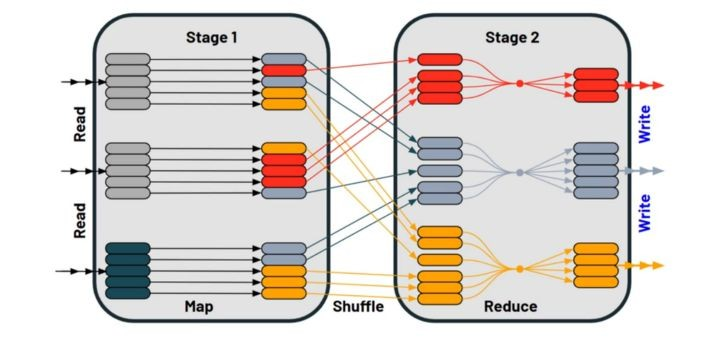 Stage 1
Stage 2
Read
Read
Write
Write
Map
Shuffle
Reduce